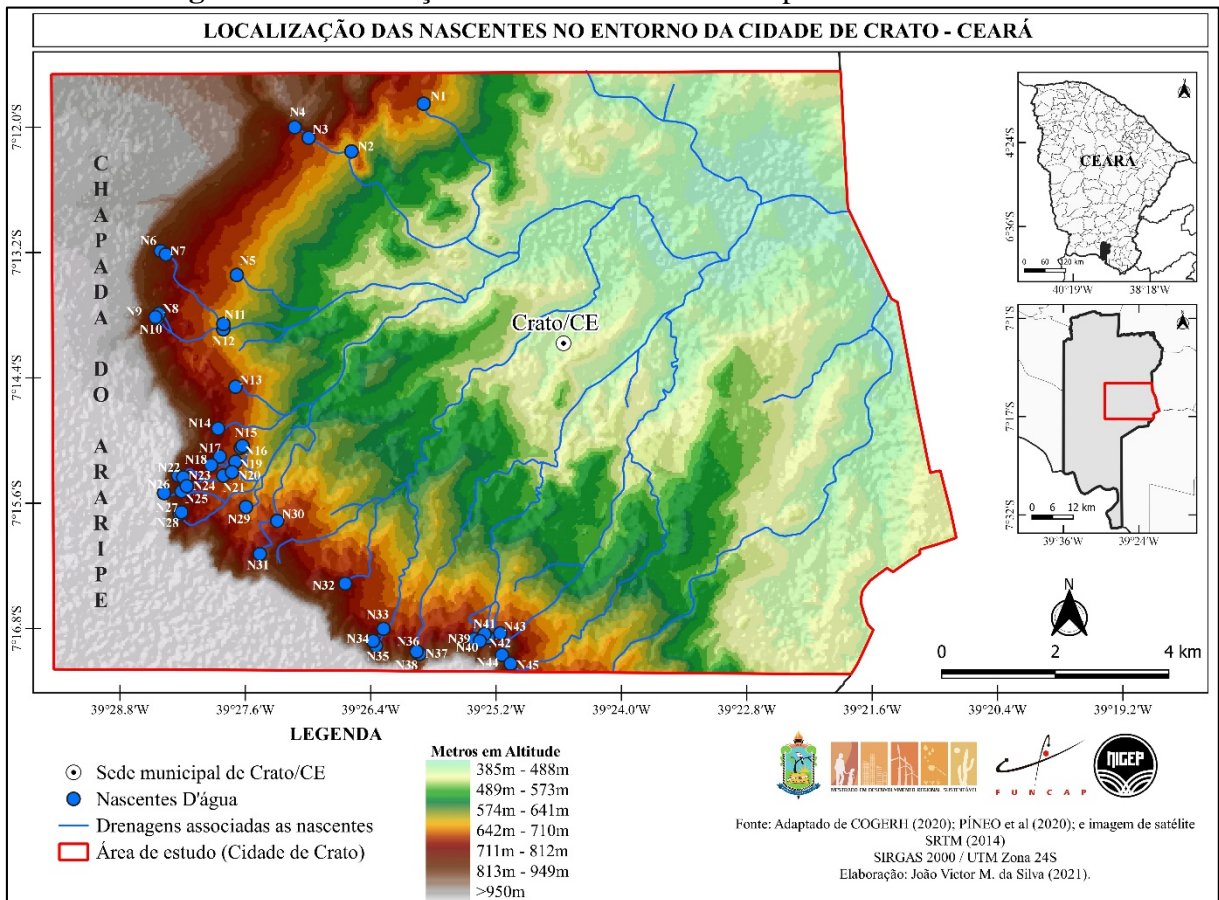 LOCALIZAÇÃO DAS NASCENTES NO ENTORNO DA CIDADE DE CRATO - CEARÁ
CHAPADA DO ARARIPE
N1
N4
N3
N2
N6
N7
N5
N9
N8
N10
N11
N12
N13
N14
N15
N17
N16
N18
N19
N22
N23
N20
N26
N24
N21
N25
N27
N28
N29
N30
N31
N32
N33
N34
N35
N36
N37
N38
N39
N40
N41
N42
N43
N44
N45
Crato/CE
7°12.0'S
7°13.2'S
7°14.4'S
7°15.6'S
7°16.8'S
39°28.8'W
39°27.6'W
39°26.4'W
39°25.2'W
39°24.0'W
39°22.8'W
39°21.6'W
39°20.4'W
39°19.2'W
CEARÁ
4°24'S
6°36'S
0 60 120 km
40°19'W
38°18'W
7°17'S
7°32'S
0 6 12 km
39°36'W
39°24'W
N
0 2 4 km
LEGENDA
Sede municipal de Crato/CE
Nascentes D'água
Drenagens associadas as nascentes
Área de estudo (Cidade de Crato)
Metros em Altitude
385m - 488m
489m - 573m
574m - 641m
642m - 710m
711m - 812m
813m - 949m
>950m
MESTRADO EM DESENVOLVIMENTO REGIONAL SUSTENTÁVEL
FUNCAP
NIGEP
Fonte: Adaptado de COGERH (2020); PÍNEO et al (2020); e imagem de satélite
SRTM (2014)
SIRGAS 2000 / UTM Zona 24S
Elaboração: João Victor M. da Silva (2021).